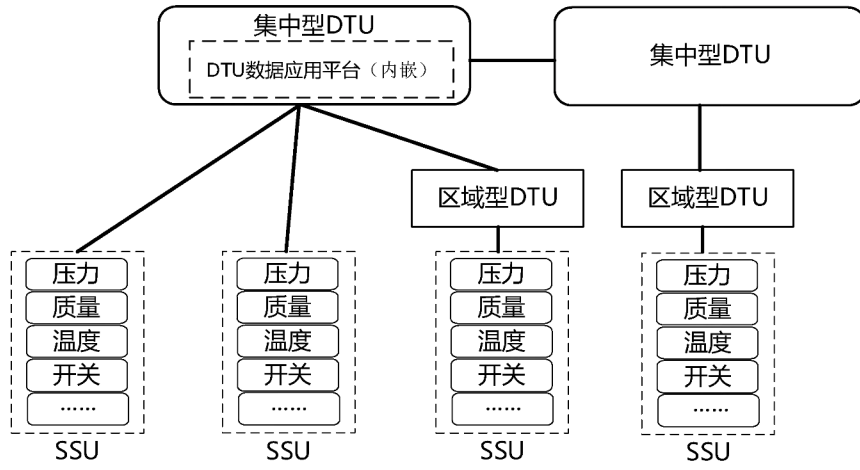 集中型DTU
DTU数据应用平台（内嵌）
集中型DTU
区域型DTU
区域型DTU
压力
质量
温度
开关
……
SSU
压力
质量
温度
开关
……
SSU
压力
质量
温度
开关
……
SSU
压力
质量
温度
开关
……
SSU